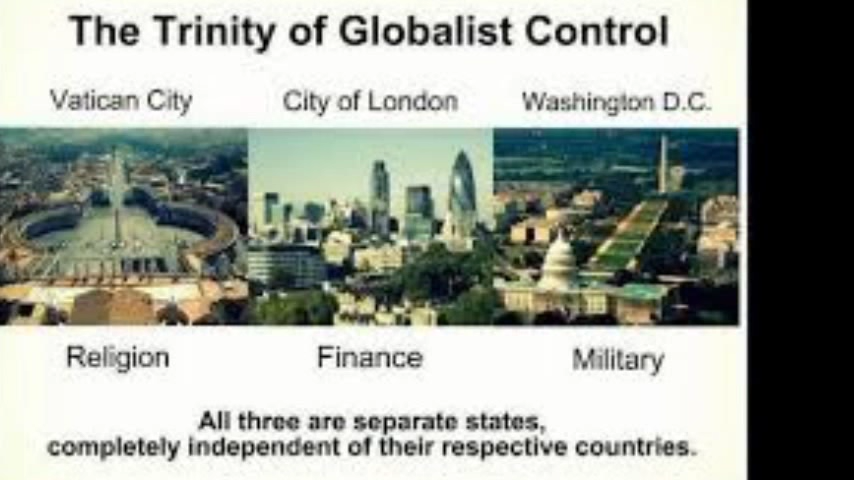 The Trinity of Globalist Control
Vatican City City of London Washington D.C.
Religion Finance Military
All three are separate states,
completely independent of their respective countries.